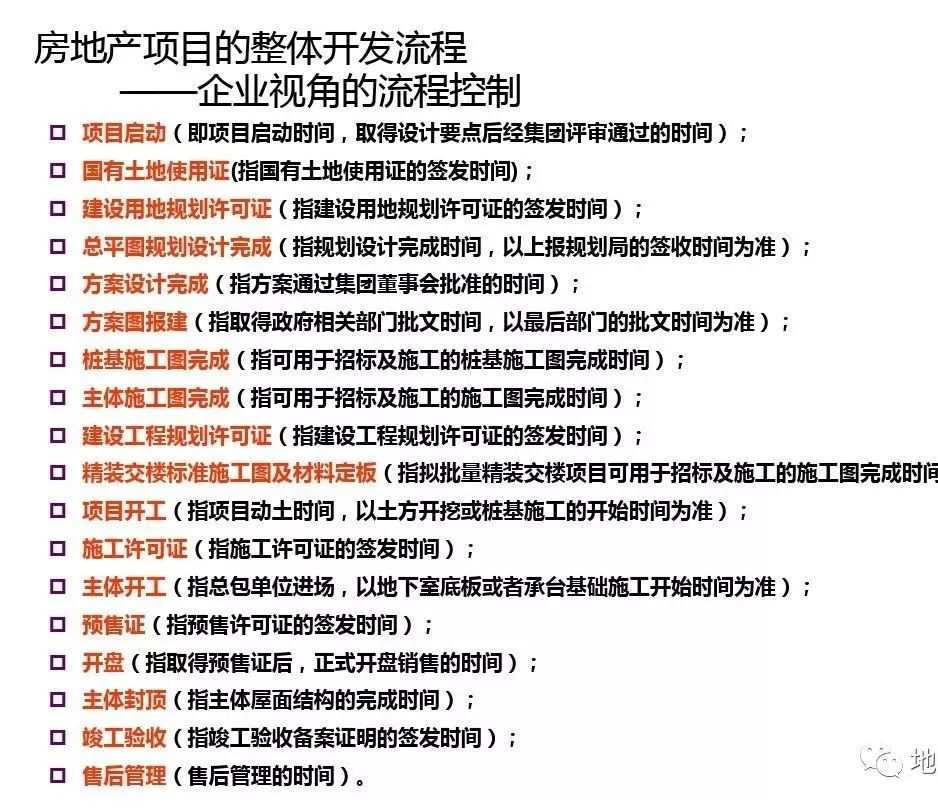 房地产项目的整体开发流程
——企业视角的流程控制
项目启动（即项目启动时间，取得设计要点后经集团评审通过的时间）；
国有土地使用证(指国有土地使用证的签发时间)；
建设用地规划许可证（指建设用地规划许可证的签发时间）；
总平图规划设计完成（指规划设计完成时间，以上报规划局的签收时间为准）；
方案设计完成（指方案通过集团董事会批准的时间）；
方案图报建（指取得政府相关部门批文时间，以最后部门的批文时间为准）；
桩基施工图完成（指可用于招标及施工的桩基施工图完成时间）；
主体施工图完成（指可用于招标及施工的施工图完成时间）；
建设工程规划许可证（指建设工程规划许可证的签发时间）；
精装交楼标准施工图及材料定板（指拟批量精装交楼项目可用于招标及施工的施工图完成时间
项目开工（指项目动土时间，以土方开挖或桩基施工的开始时间为准）；
施工许可证（指施工许可证的签发时间）；
主体开工（指总包单位进场，以地下室底板或者承台基础施工开始时间为准）；
预售证（指预售许可证的签发时间）；
开盘（指取得预售证后，正式开盘销售的时间）；
主体封顶（指主体屋面结构的完成时间）；
竣工验收（指竣工验收备案证明的签发时间）；
售后管理（售后管理的时间）。
地